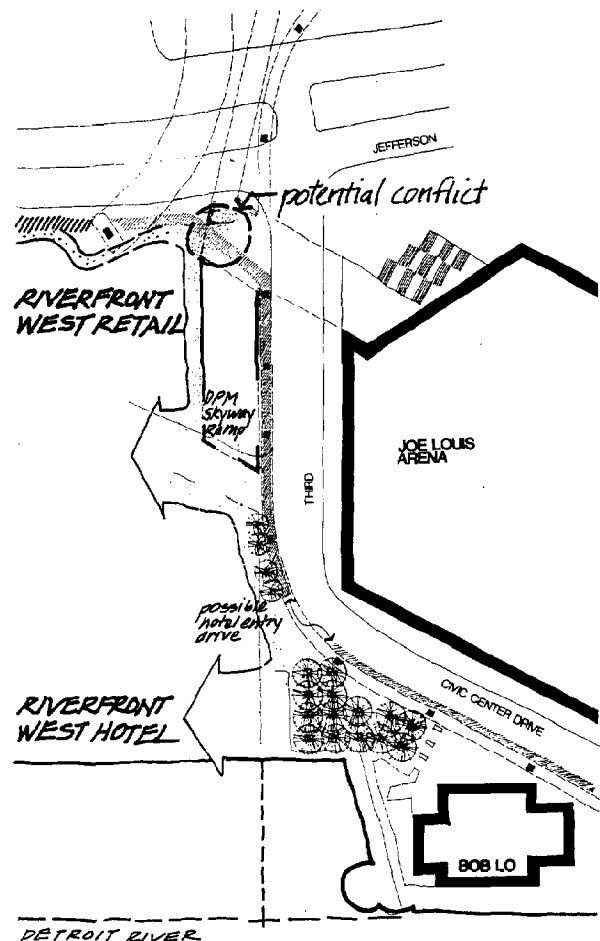 JEFFERSON
potential conflict
RIVERFRONT
WEST RETAIL
DPM
Skyway
Ramp
JOE LOUIS
ARENA
THIRD
possible
hotel entry
drive
RIVERFRONT
WEST HOTEL
CIVIC CENTER DRIVE
BOB LO
DETROIT RIVER